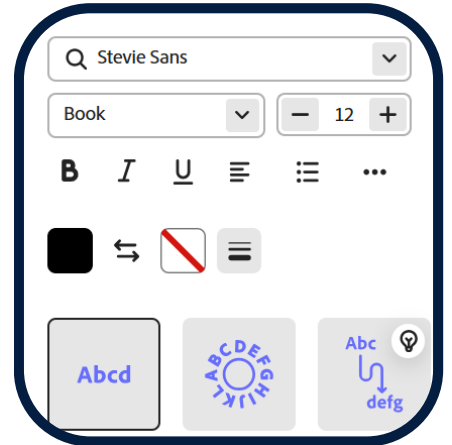 Stevie Sans
Book
12
B I U
Abcd
ABCDEFGHIJKL
Abc
defg